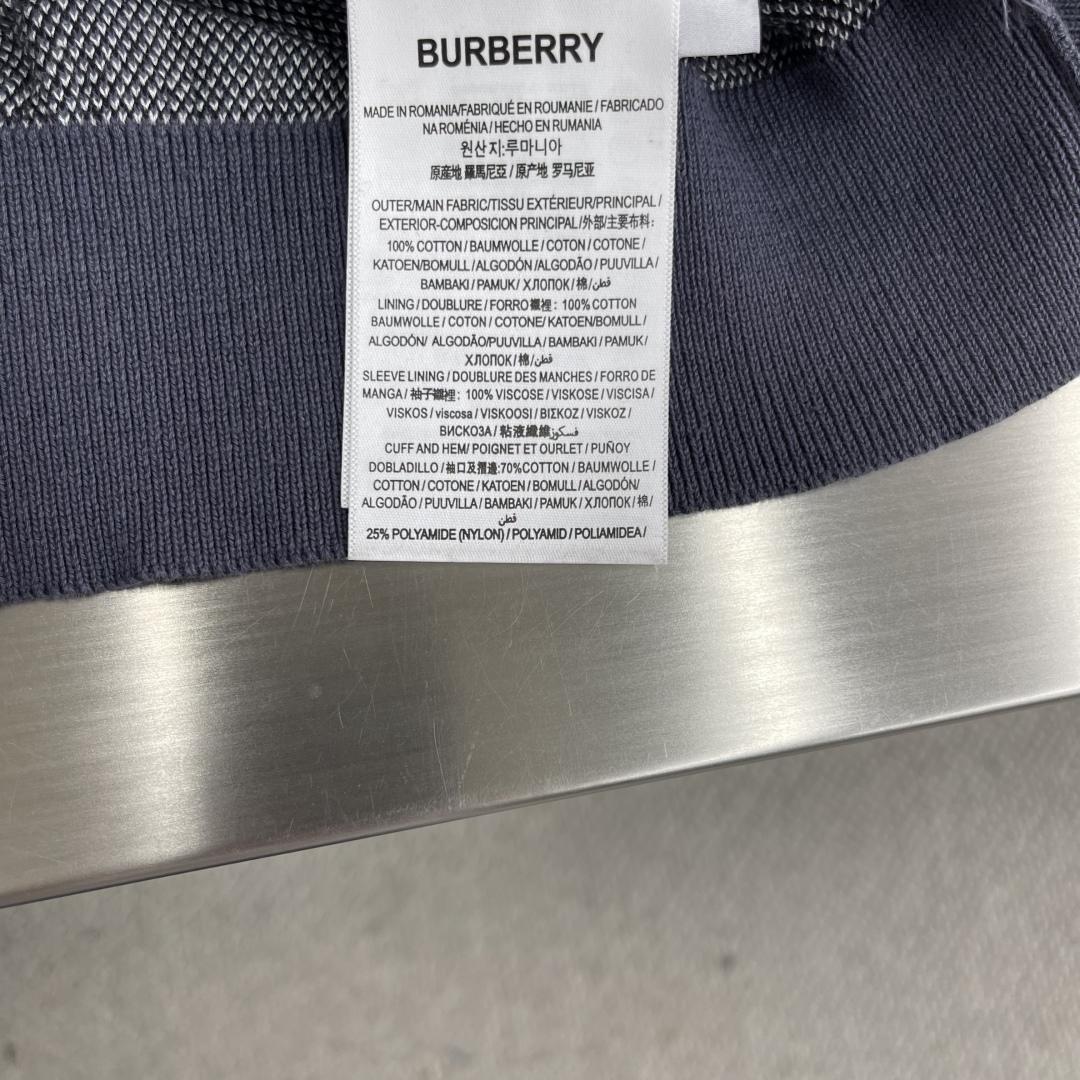 BURBERRY
MADE IN ROMANIA/FABRIQUÉ EN ROUMANIE / FABRICADO
NA ROMÉNIA / HECHO EN RUMANIA
원산지:루마니아
原産地 羅馬尼亞 / 原产地 罗马尼亚
OUTER/MAIN FABRIC/TISSU EXTÉRIEUR/PRINCIPAL /
EXTERIOR-COMPOSICION PRINCIPAL/外部/主要布料:
100% COTTON / BAUMWOLLE / COTON / COTONE /
KATOEN/BOMULL / ALGODÓN /ALGODÃO / PUUVILLA /
BAMBAKI / PAMUK/ ХЛОПОК / 棉/قطن
LINING / DOUBLURE / FORRO 襯裡: 100% COTTON
BAUMWOLLE / COTON / COTONE/ KATOEN/BOMULL /
ALGODÓN/ ALGODÃO/PUUVILLA / BAMBAKI / PAMUK /
ХЛОПОК / 棉/قطن
SLEEVE LINING / DOUBLURE DES MANCHES / FORRO DE
MANGA / 袖子襯裡: 100% VISCOSE / VISKOSE / VISCISA /
VISKOS / viscosa / VISKOOSI / ΒΙΣΚΟΖ / VISKOZ /
ВИСКОЗА / 粘液纖維فسكوز
CUFF AND HEM/ POIGNET ET OURLET / PUÑOY
DOBLADILLO / 袖口及摺邊:70%COTTON / BAUMWOLLE /
COTTON / COTONE / KATOEN / BOMULL / ALGODÓN/
ALGODÃO / PUUVILLA / BAMBAKI / PAMUK / ХЛОПОК / 棉/
قطن
25% POLYAMIDE (NYLON) / POLYAMID / POLIAMIDEA /